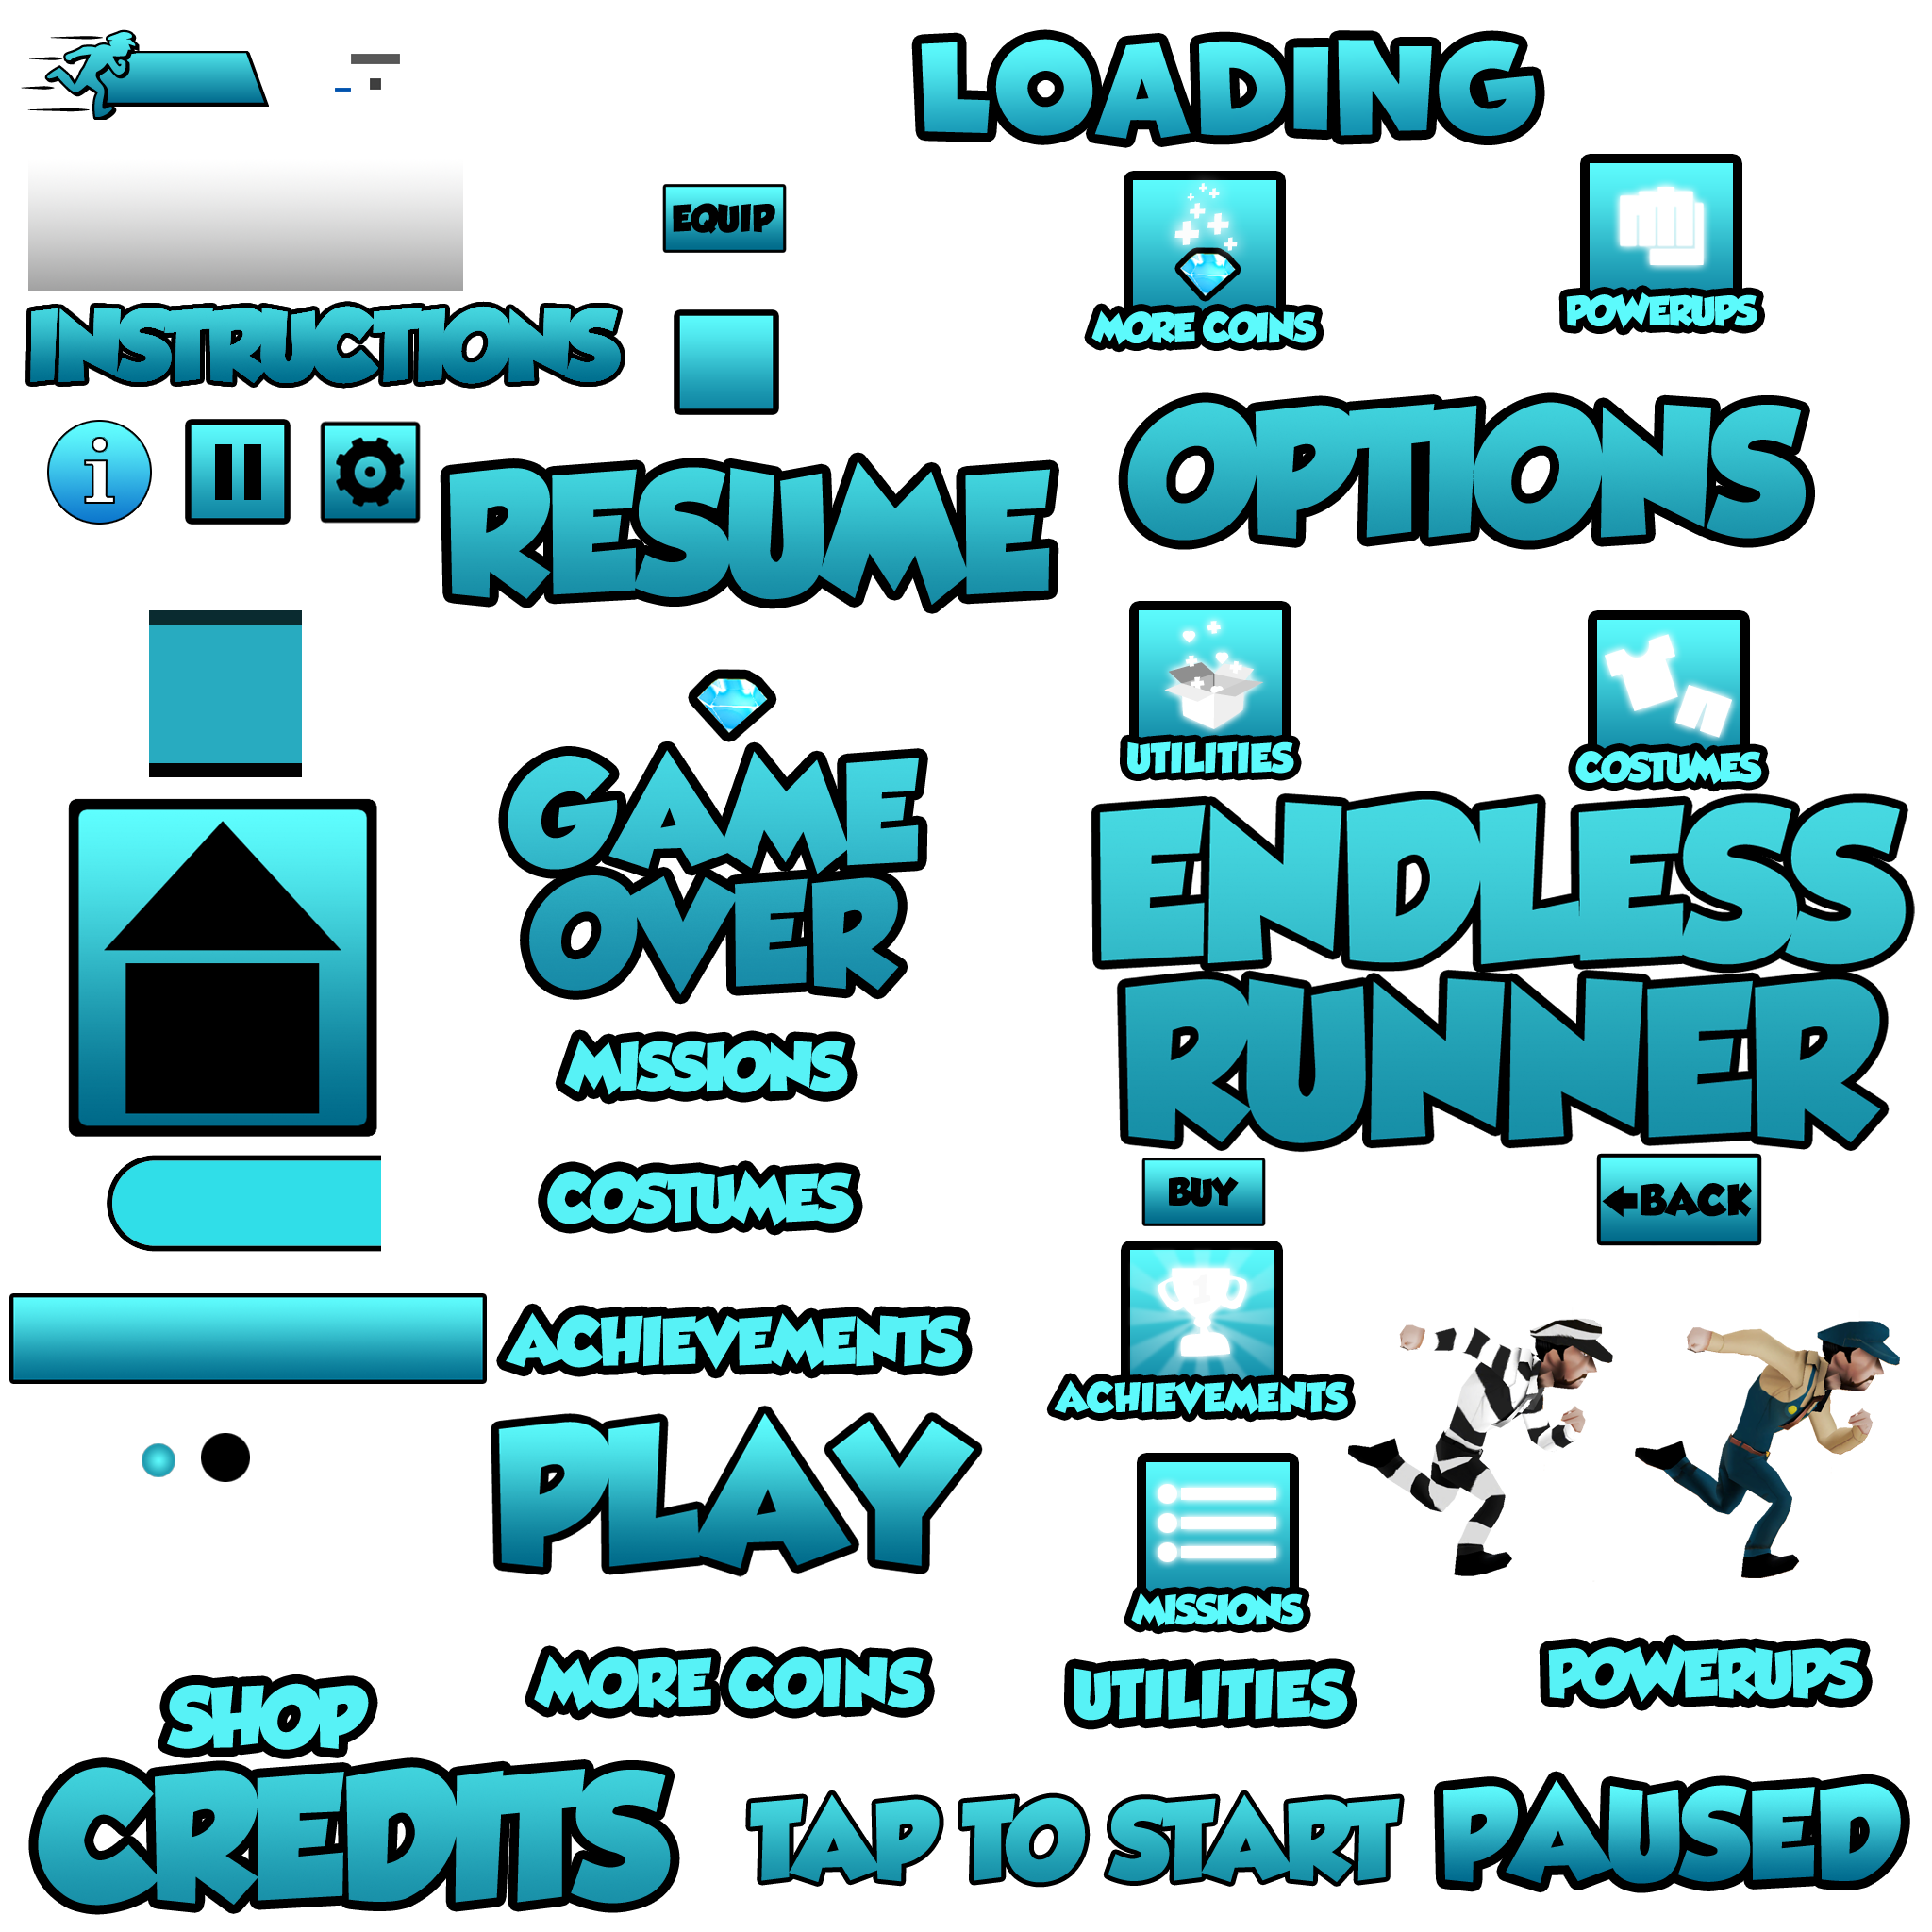 LOADING
EQUIP
MORE COINS
POWERUPS
INSTRUCTIONS
i
RESUME
OPTIONS
UTILITIES
COSTUMES
GAME
OVER
ENDLESS
RUNNER
MISSIONS
COSTUMES
BUY
BACK
ACHIEVEMENTS
1
ACHIEVEMENTS
PLAY
MISSIONS
MORE COINS
UTILITIES
POWERUPS
SHOP
CREDITS
TAP TO START
PAUSED